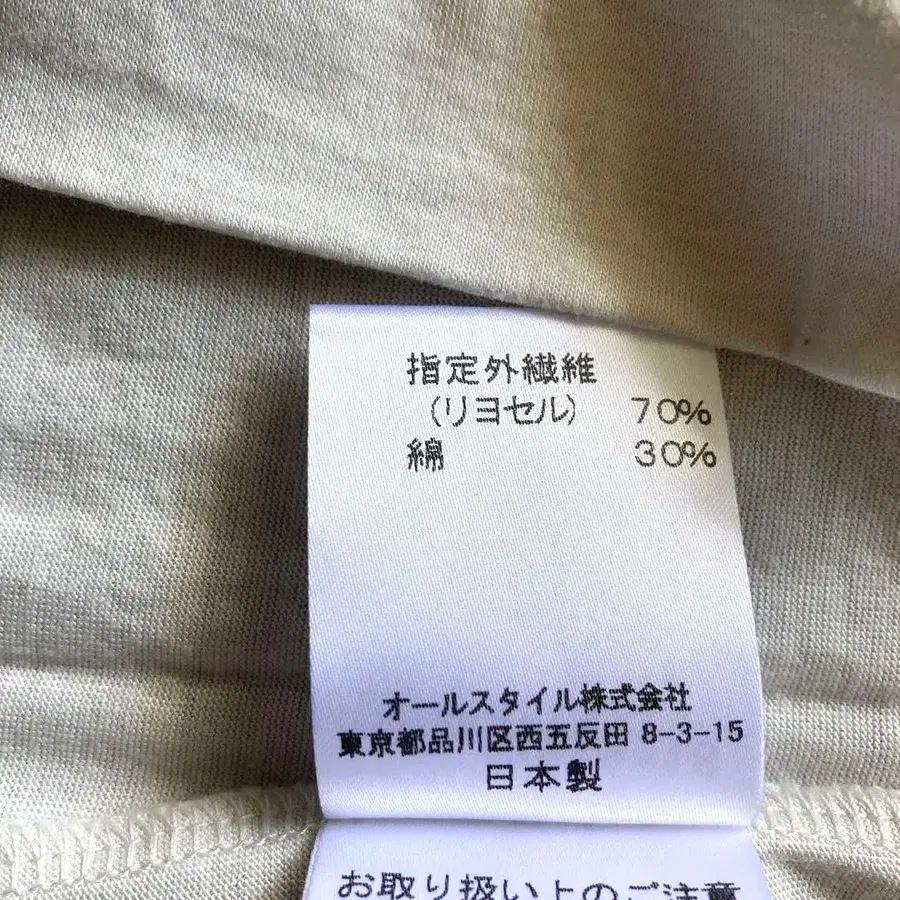 指定外繊維
(リヨセル) 70%
綿 30%
オールスタイル株式会社
東京都品川区西五反田 8-3-15
日本製
お取り扱い上のご注意